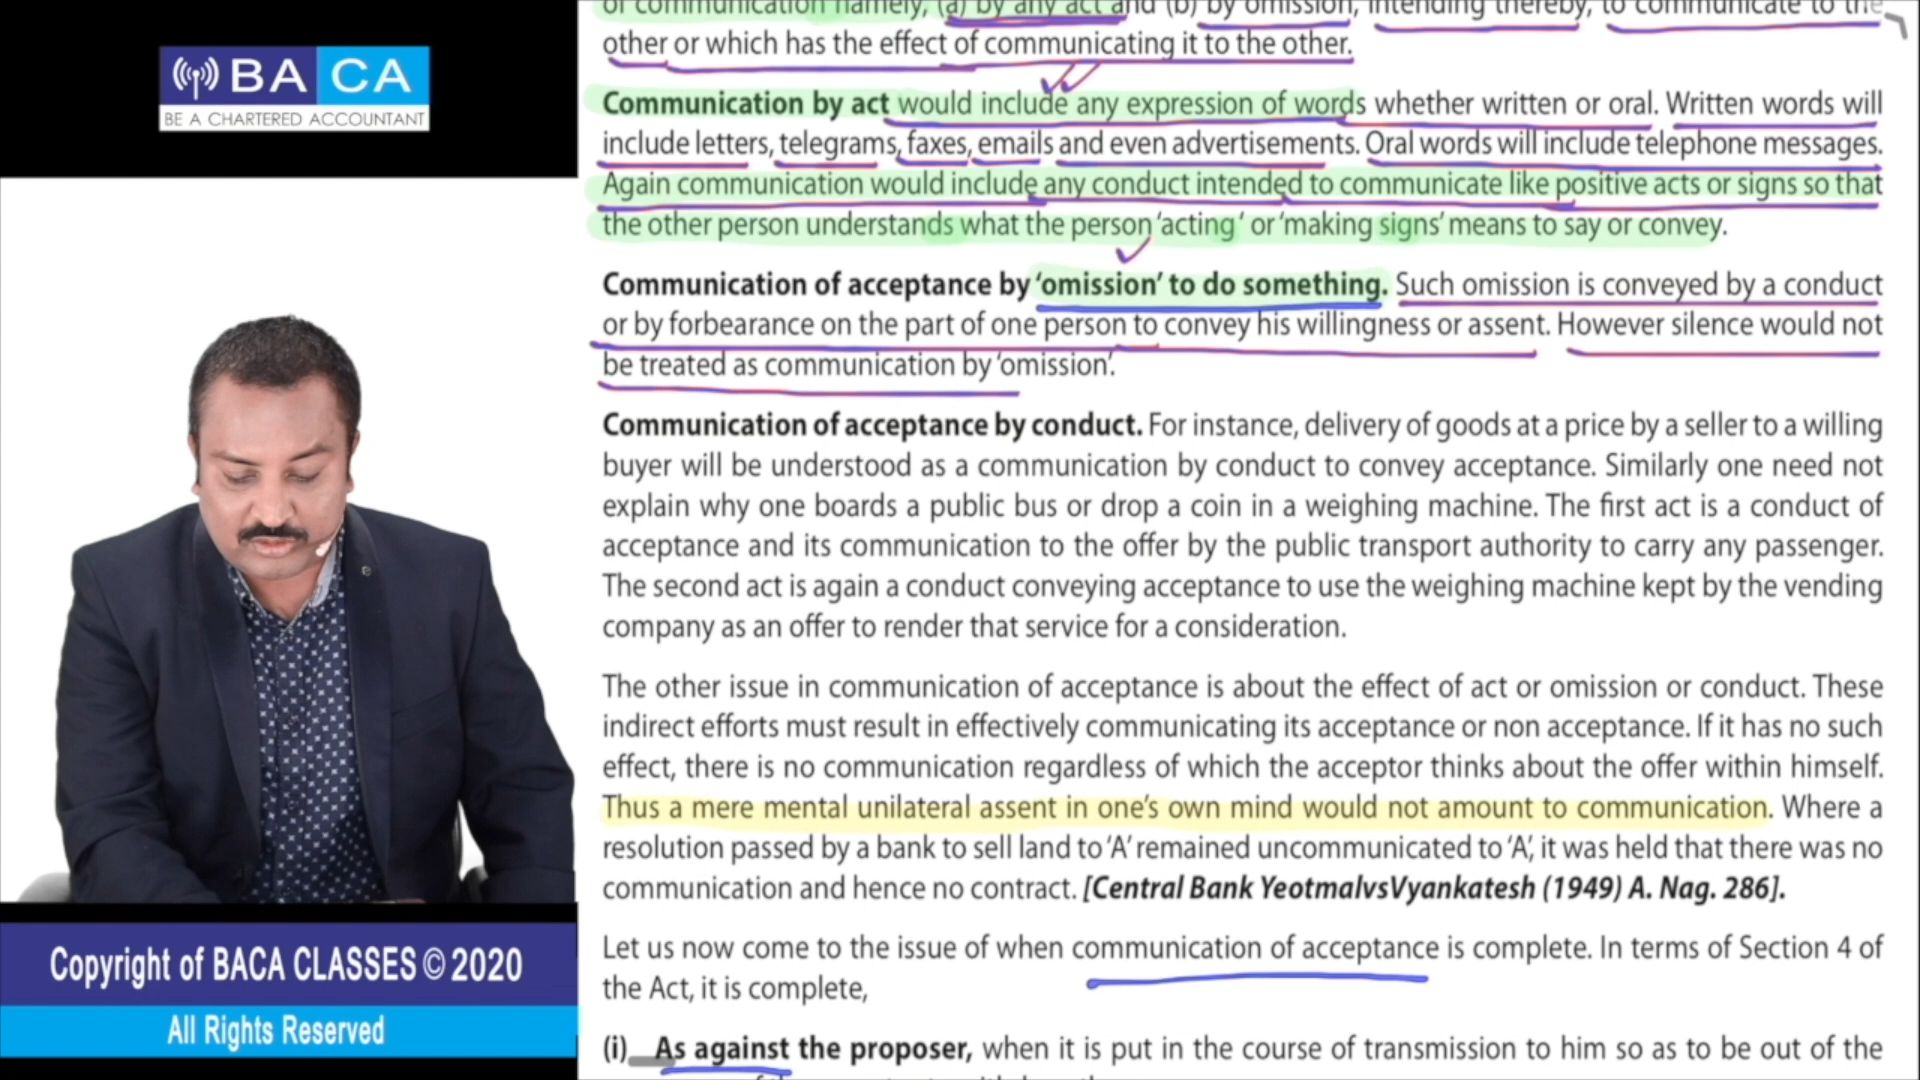 BA CA
BE A CHARTERED ACCOUNTANT
Copyright of BACA CLASSES © 2020
All Rights Reserved
of communication namely, (a) by any act and (b) by omission, intending thereby, to communicate to the
other or which has the effect of communicating it to the other.
Communication by act would include any expression of words whether written or oral. Written words will
include letters, telegrams, faxes, emails and even advertisements. Oral words will include telephone messages.
Again communication would include any conduct intended to communicate like positive acts or signs so that
the other person understands what the person ‘acting‘ or ‘making signs’ means to say or convey.
Communication of acceptance by ‘omission’ to do something. Such omission is conveyed by a conduct
or by forbearance on the part of one person to convey his willingness or assent. However silence would not
be treated as communication by ‘omission’.
Communication of acceptance by conduct. For instance, delivery of goods at a price by a seller to a willing
buyer will be understood as a communication by conduct to convey acceptance. Similarly one need not
explain why one boards a public bus or drop a coin in a weighing machine. The first act is a conduct of
acceptance and its communication to the offer by the public transport authority to carry any passenger.
The second act is again a conduct conveying acceptance to use the weighing machine kept by the vending
company as an offer to render that service for a consideration.
The other issue in communication of acceptance is about the effect of act or omission or conduct. These
indirect efforts must result in effectively communicating its acceptance or non acceptance. If it has no such
effect, there is no communication regardless of which the acceptor thinks about the offer within himself.
Thus a mere mental unilateral assent in one’s own mind would not amount to communication. Where a
resolution passed by a bank to sell land to ‘A’ remained uncommunicated to ‘A’, it was held that there was no
communication and hence no contract. [Central Bank YeotmalvsVyankatesh (1949) A. Nag. 286].
Let us now come to the issue of when communication of acceptance is complete. In terms of Section 4 of
the Act, it is complete,
(i) As against the proposer, when it is put in the course of transmission to him so as to be out of the